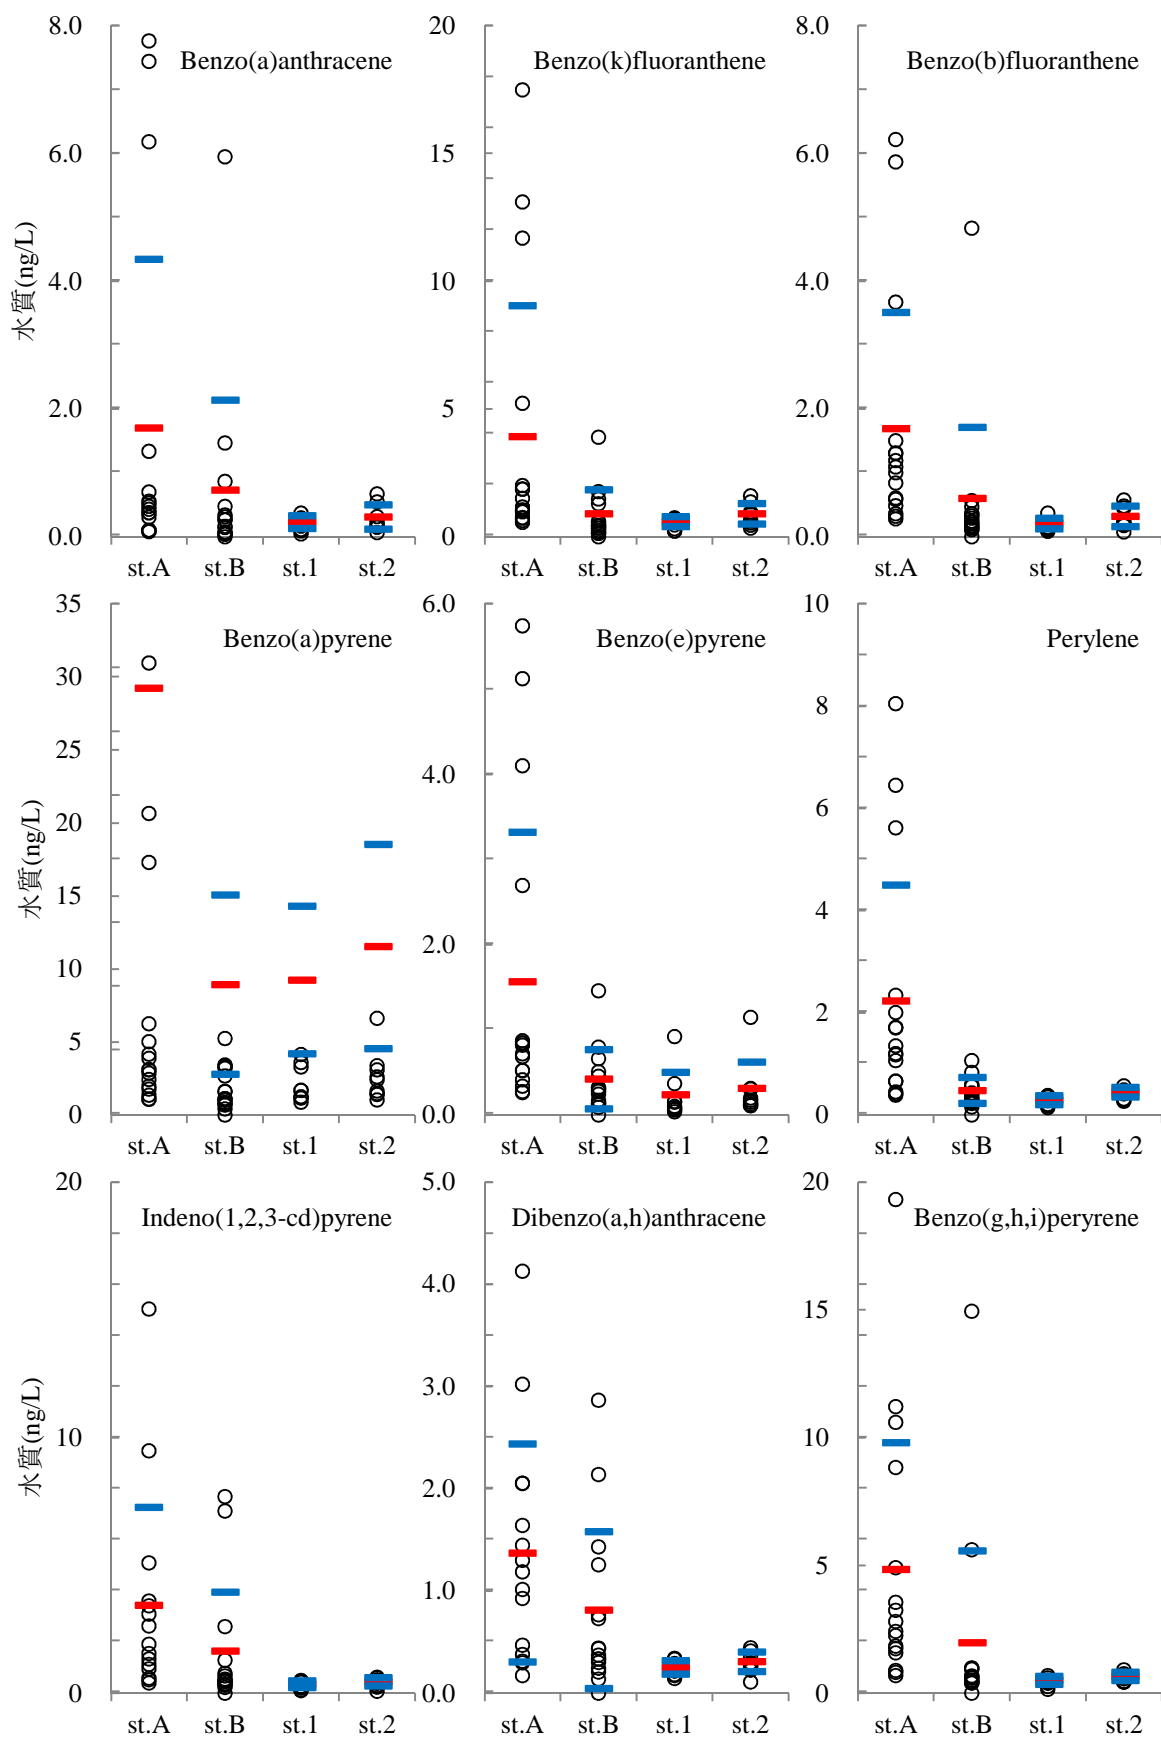 Benzo(a)anthracene
8.0
6.0
4.0
2.0
0.0
水質(ng/L)
st.A st.B st.1 st.2
Benzo(k)fluoranthene
20
15
10
5
0
st.A st.B st.1 st.2
Benzo(b)fluoranthene
8.0
6.0
4.0
2.0
0.0
st.A st.B st.1 st.2
Benzo(a)pyrene
35
30
25
20
15
10
5
0
水質(ng/L)
st.A st.B st.1 st.2
Benzo(e)pyrene
6.0
4.0
2.0
0.0
st.A st.B st.1 st.2
Perylene
10
8
6
4
2
0
st.A st.B st.1 st.2
Indeno(1,2,3-cd)pyrene
20
10
0
水質(ng/L)
st.A st.B st.1 st.2
Dibenzo(a,h)anthracene
5.0
4.0
3.0
2.0
1.0
0.0
st.A st.B st.1 st.2
Benzo(g,h,i)peryrene
20
15
10
5
0
st.A st.B st.1 st.2